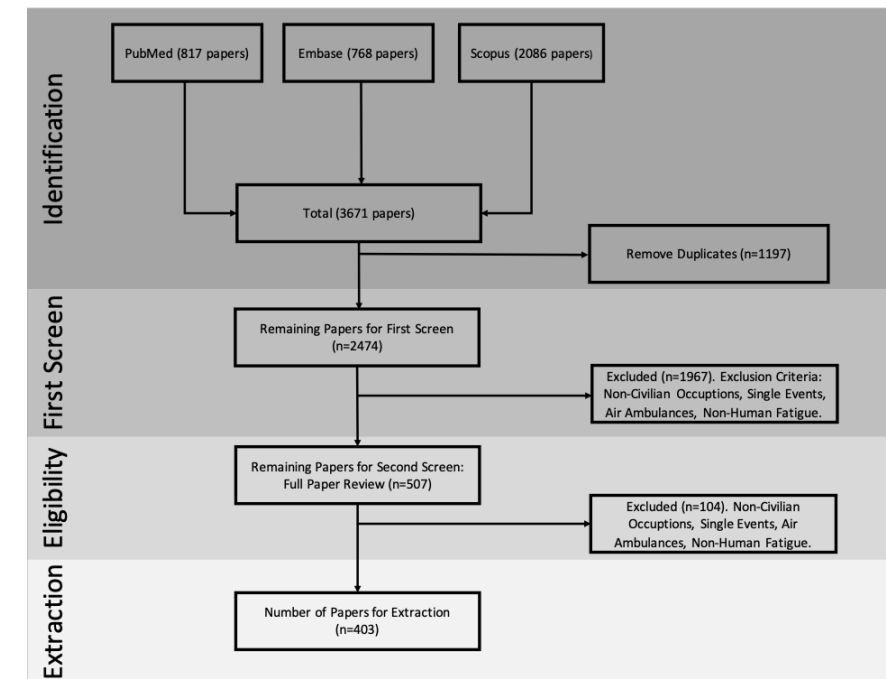 Identification
PubMed (817 papers)
Embase (768 papers)
Scopus (2086 papers)
Total (3671 papers)
Remove Duplicates (n=1197)
First Screen
Remaining Papers for First Screen
(n=2474)
Excluded (n=1967). Exclusion Criteria:
Non-Civilian Occuptions, Single Events,
Air Ambulances, Non-Human Fatigue.
Eligibility
Remaining Papers for Second Screen:
Full Paper Review (n=507)
Excluded (n=104). Non-Civilian
Occuptions, Single Events, Air
Ambulances, Non-Human Fatigue.
Extraction
Number of Papers for Extraction
(n=403)